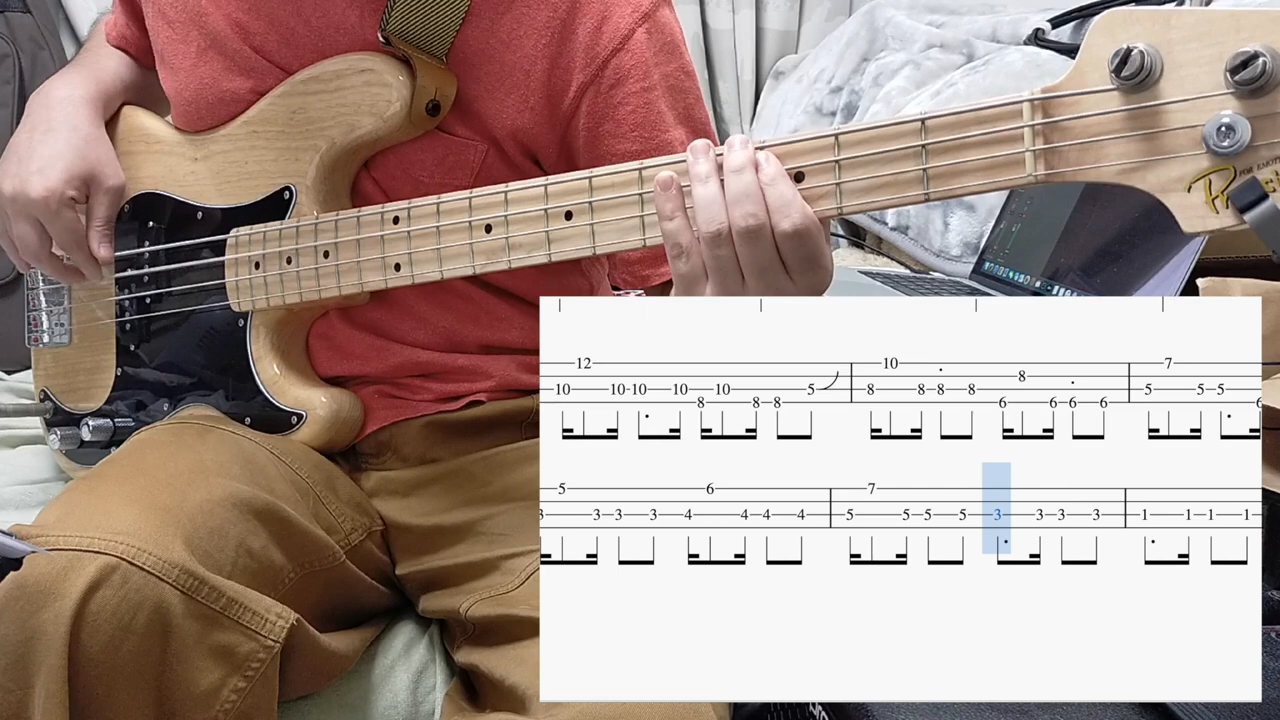 FOR EMOT
12 10 7
8
10 10 10 10 10 5 8 8 8 8 5 5 5
8 8 8 6 6 6 6
5 6 7
3 3 3 4 4 4 4 5 5 5 5 3 3 3 3 1 1 1 1